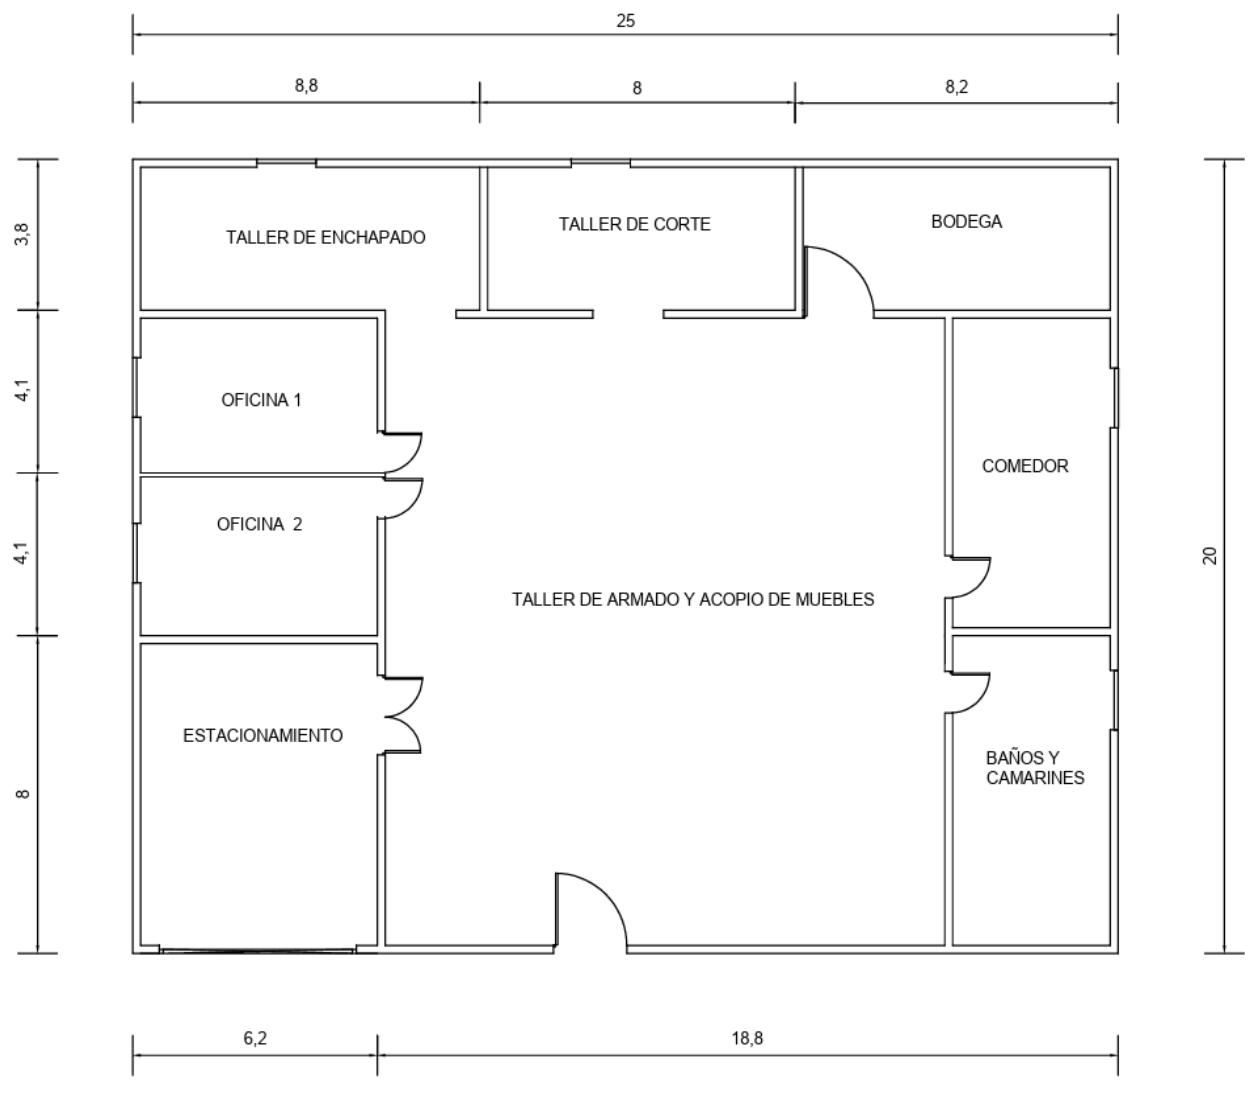 25
8,8
8
8,2
3,8
TALLER DE ENCHAPADO
TALLER DE CORTE
BODEGA
4,1
OFICINA 1
COMEDOR
4,1
OFICINA  2
20
TALLER DE ARMADO Y ACOPIO DE MUEBLES
8
ESTACIONAMIENTO
BAÑOS Y
CAMARINES
6,2
18,8